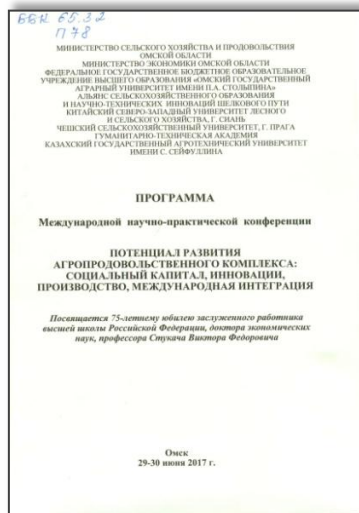 ББК 65.32
П 78
МИНИСТЕРСТВО СЕЛЬСКОГО ХОЗЯЙСТВА И ПРОДОВОЛЬСТВИЯ
ОМСКОЙ ОБЛАСТИ
МИНИСТЕРСТВО ЭКОНОМИКИ ОМСКОЙ ОБЛАСТИ
ФЕДЕРАЛЬНОЕ ГОСУДАРСТВЕННОЕ БЮДЖЕТНОЕ ОБРАЗОВАТЕЛЬНОЕ
УЧРЕЖДЕНИЕ ВЫСШЕГО ОБРАЗОВАНИЯ «ОМСКИЙ ГОСУДАРСТВЕННЫЙ
АГРАРНЫЙ УНИВЕРСИТЕТ ИМЕНИ П.А. СТОЛЫПИНА»
АЛЬЯНС СЕЛЬСКОХОЗЯЙСТВЕННОГО ОБРАЗОВАНИЯ
И НАУЧНО-ТЕХНИЧЕСКИХ ИННОВАЦИЙ ШЕЛКОВОГО ПУТИ
КИТАЙСКИЙ СЕВЕРО-ЗАПАДНЫЙ УНИВЕРСИТЕТ ЛЕСНОГО
И СЕЛЬСКОГО ХОЗЯЙСТВА, Г. СИАНЬ
ЧЕШСКИЙ СЕЛЬСКОХОЗЯЙСТВЕННЫЙ УНИВЕРСИТЕТ, Г. ПРАГА
ГУМАНИТАРНО-ТЕХНИЧЕСКАЯ АКАДЕМИЯ
КАЗАХСКИЙ ГОСУДАРСТВЕННЫЙ АГРОТЕХНИЧЕСКИЙ УНИВЕРСИТЕТ
ИМЕНИ С. СЕЙФУЛЛИНА
ПРОГРАММА
Международной научно-практической конференции
ПОТЕНЦИАЛ РАЗВИТИЯ
АГРОПРОДОВОЛЬСТВЕННОГО КОМПЛЕКСА:
СОЦИАЛЬНЫЙ КАПИТАЛ, ИННОВАЦИИ,
ПРОИЗВОДСТВО, МЕЖДУНАРОДНАЯ ИНТЕГРАЦИЯ
Посвящается 75-летнему юбилею заслуженного работника
высшей школы Российской Федерации, доктора экономических
наук, профессора Стукача Виктора Федоровича
Омск
29-30 июня 2017 г.